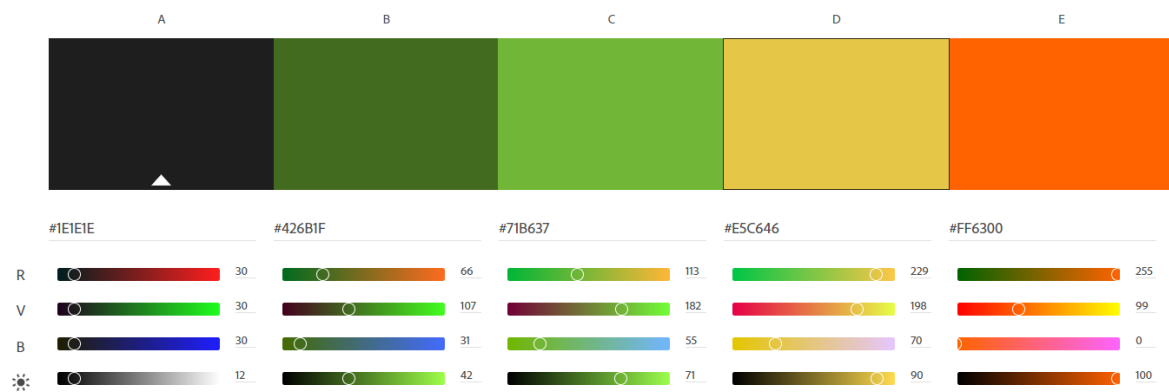 A B C D E
#1E1E1E #426B1F #71B637 #E5C646 #FF6300
R 30 66 113 229 255
V 30 107 182 198 99
B 30 31 55 70 0
12 42 71 90 100